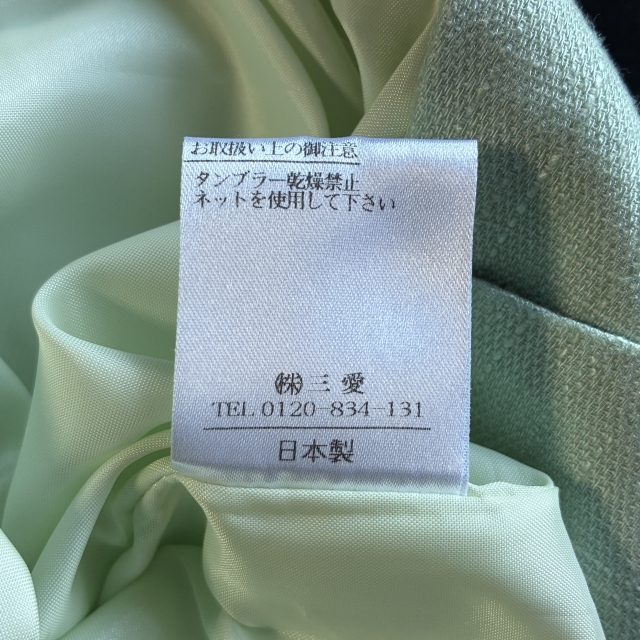 お取扱い上の御注意
タンブラー乾燥禁止
ネットを使用して下さい
㈱三愛
TEL 0120-834-131
日本製